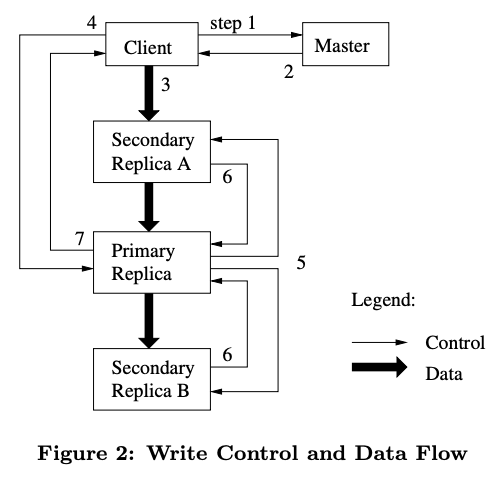 4
step 1
Client
Master
2
3
Secondary
Replica A
6
7
Primary
Replica
5
Legend:
6
Control
Secondary
Replica B
Data
Figure 2: Write Control and Data Flow